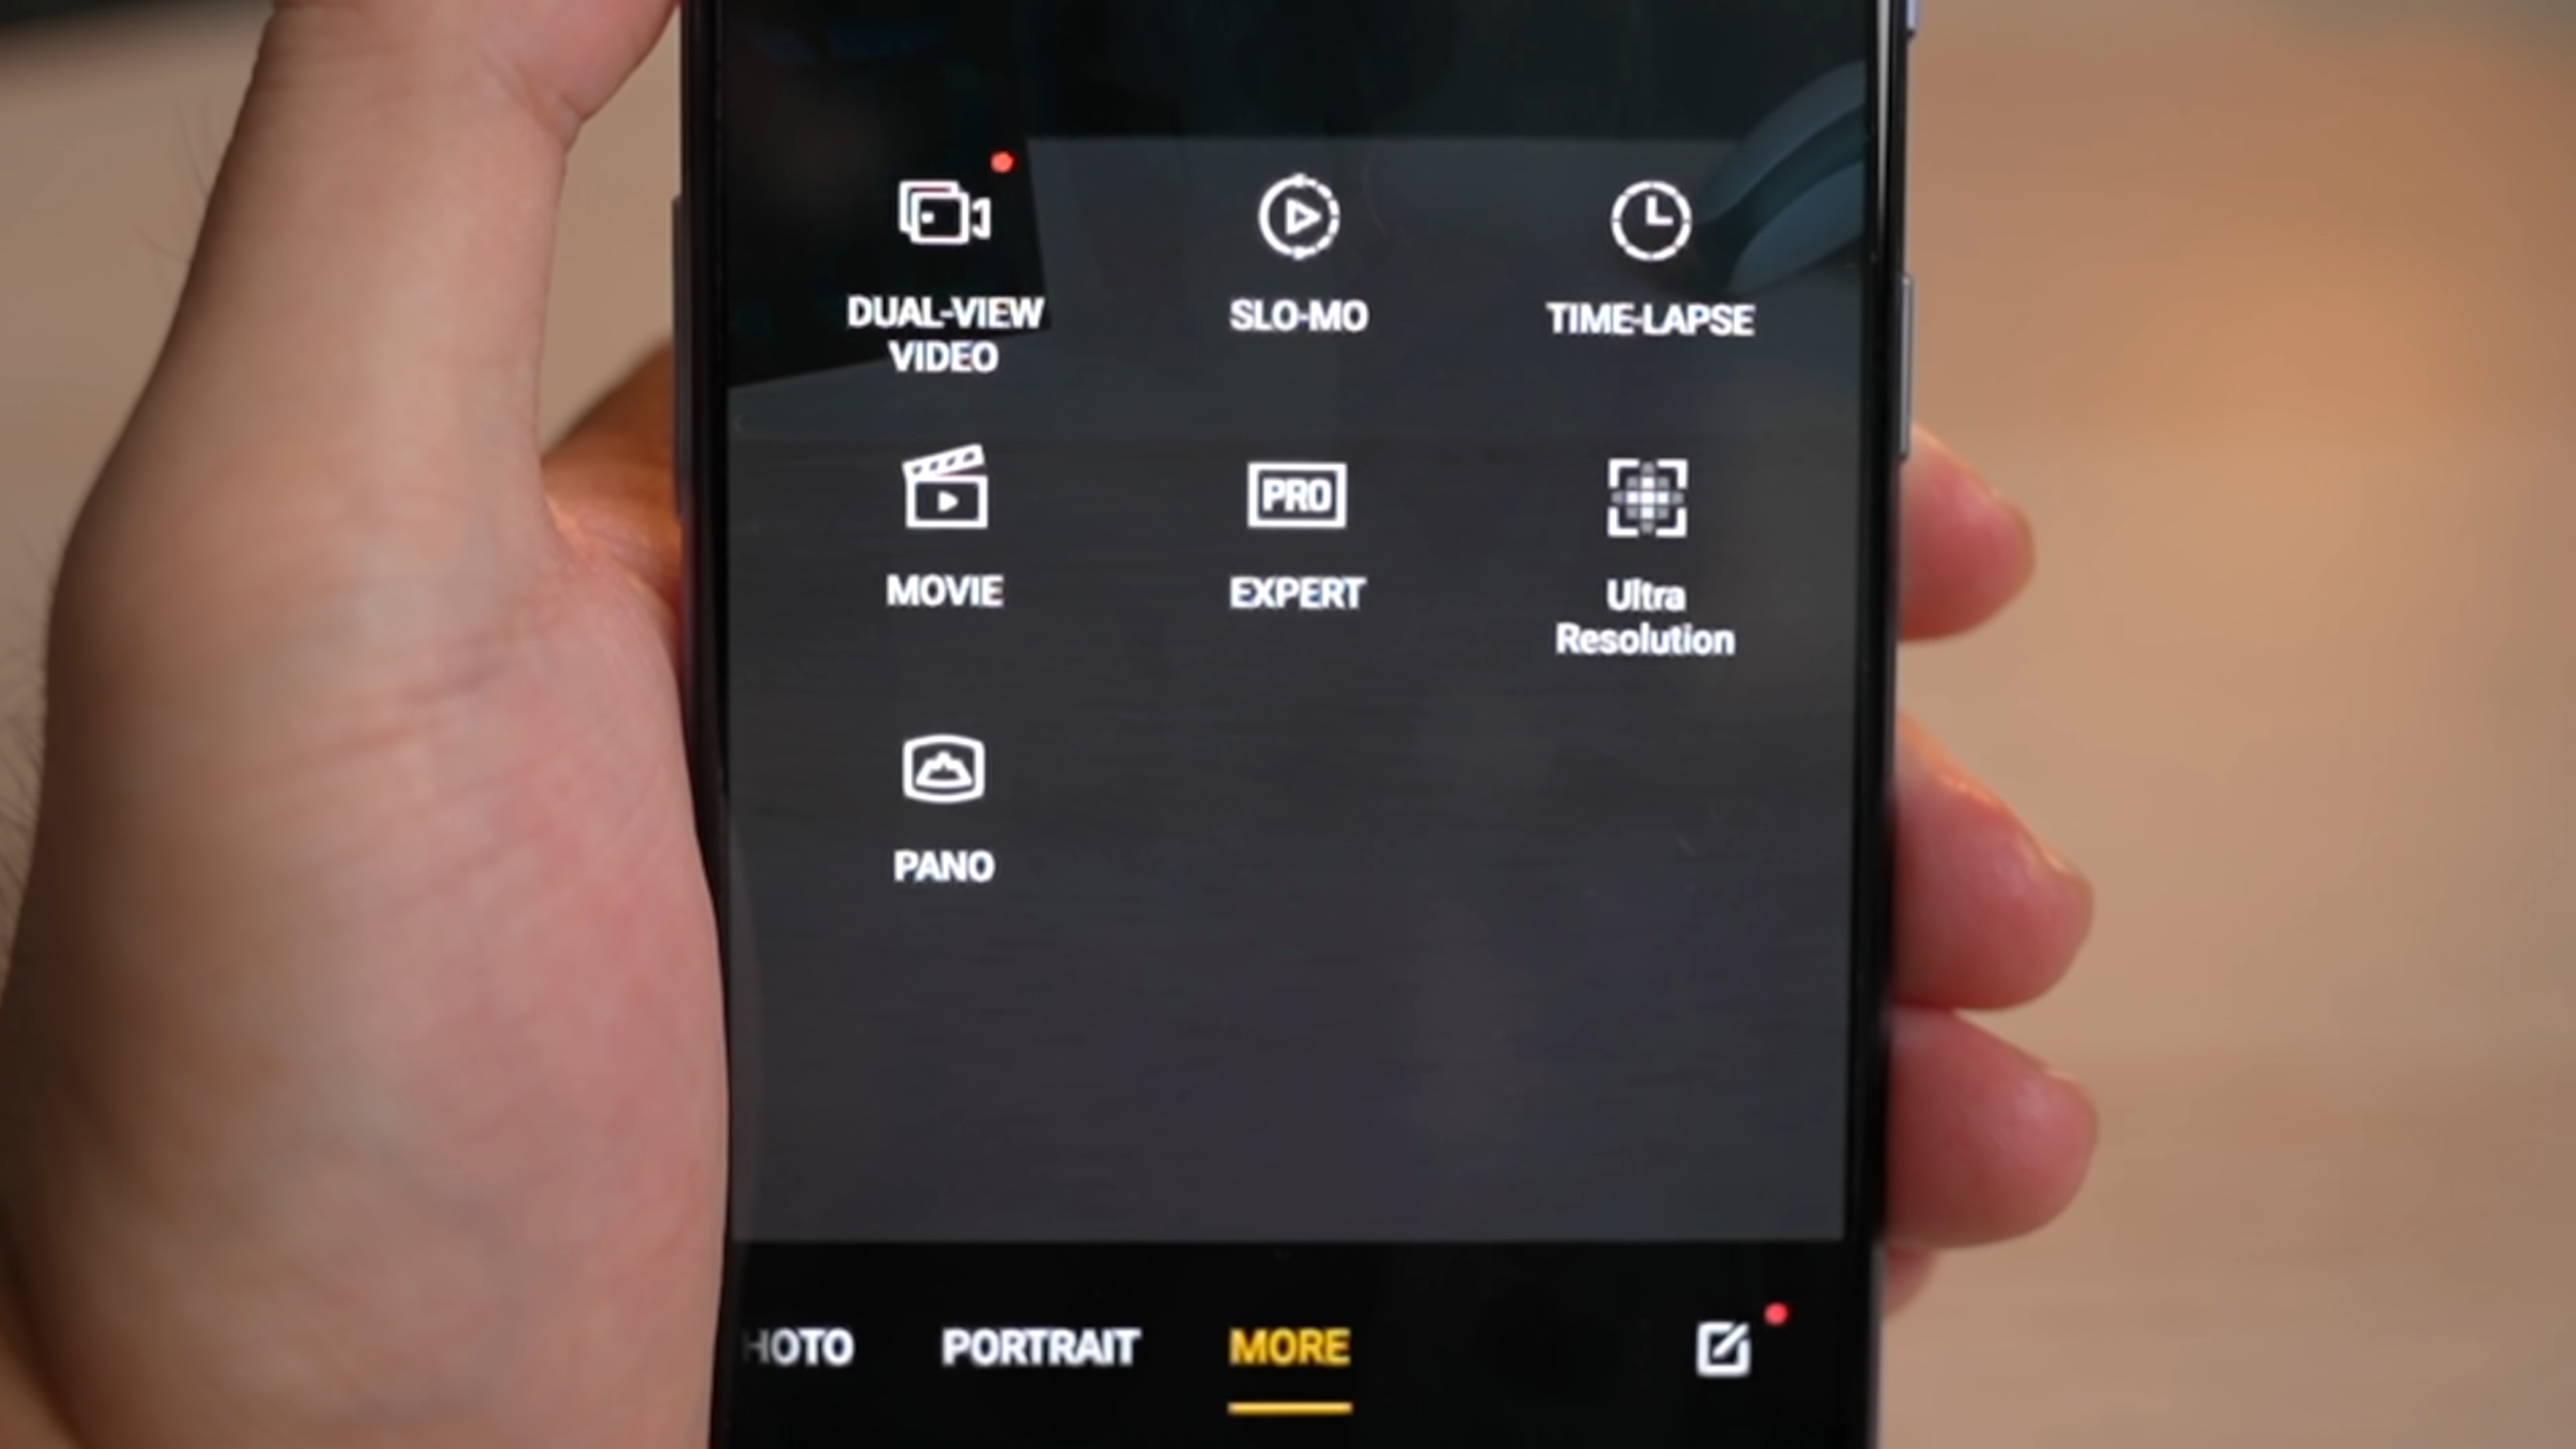 DUAL-VIEW
VIDEO
SLO-MO
TIME-LAPSE
MOVIE
PRO
EXPERT
Ultra
Resolution
PANO
HOTO
PORTRAIT
MORE